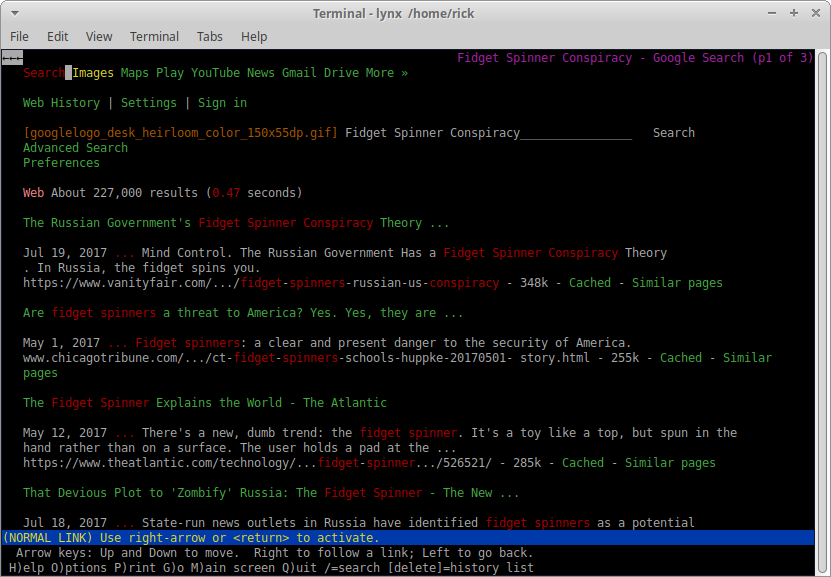 Terminal - lynx /home/rick
File Edit View Terminal Tabs Help
←←← Fidget Spinner Conspiracy - Google Search (p1 of 3)
Search Images Maps Play YouTube News Gmail Drive More »
Web History | Settings | Sign in
[googlelogo_desk_heirloom_color_150x55dp.gif] Fidget Spinner Conspiracy________________ Search
Advanced Search
Preferences
Web About 227,000 results (0.47 seconds)
The Russian Government's Fidget Spinner Conspiracy Theory ...
Jul 19, 2017 ... Mind Control. The Russian Government Has a Fidget Spinner Conspiracy Theory
. In Russia, the fidget spins you.
https://www.vanityfair.com/.../fidget-spinners-russian-us-conspiracy - 348k - Cached - Similar pages
Are fidget spinners a threat to America? Yes. Yes, they are ...
May 1, 2017 ... Fidget spinners: a clear and present danger to the security of America.
www.chicagotribune.com/.../ct-fidget-spinners-schools-huppke-20170501- story.html - 255k - Cached - Similar
pages
The Fidget Spinner Explains the World - The Atlantic
May 12, 2017 ... There's a new, dumb trend: the fidget spinner. It's a toy like a top, but spun in the
hand rather than on a surface. The user holds a pad at the ...
https://www.theatlantic.com/technology/...fidget-spinner.../526521/ - 285k - Cached - Similar pages
That Devious Plot to 'Zombify' Russia: The Fidget Spinner - The New ...
Jul 18, 2017 ... State-run news outlets in Russia have identified fidget spinners as a potential
(NORMAL LINK) Use right-arrow or <return> to activate.
Arrow keys: Up and Down to move. Right to follow a link; Left to go back.
H)elp O)ptions P)rint G)o M)ain screen Q)uit /=search [delete]=history list